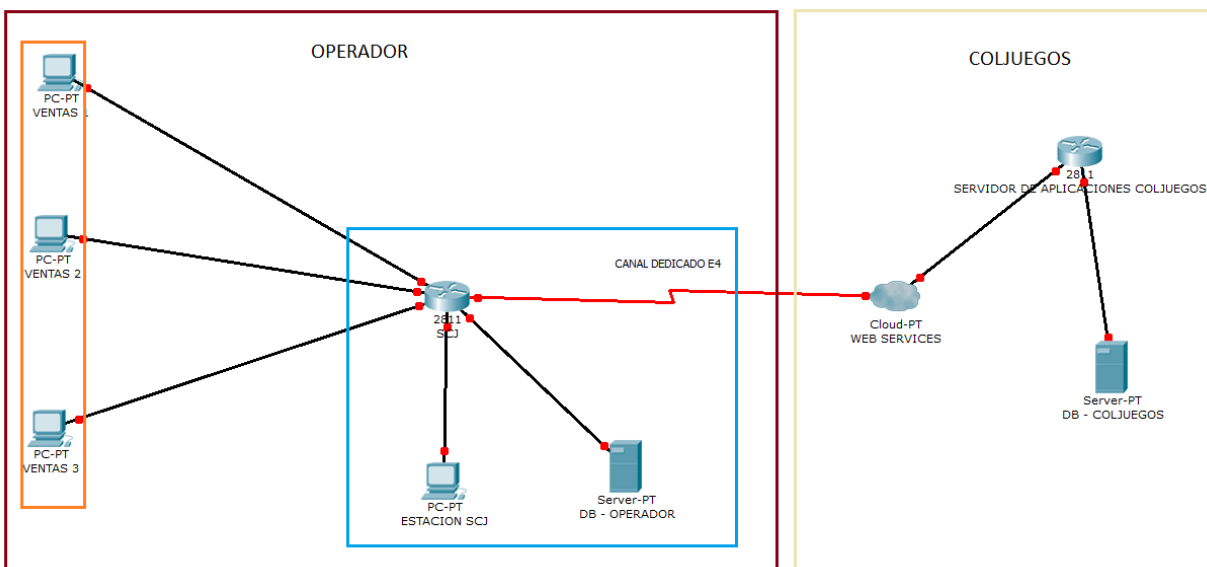 OPERADOR
COLJUEGOS
PC-PT
VENTAS 1
PC-PT
VENTAS 2
PC-PT
VENTAS 3
CANAL DEDICADO E4
2811
SCJ
PC-PT
ESTACION SCJ
Server-PT
DB - OPERADOR
Cloud-PT
WEB SERVICES
2811
SERVIDOR DE APLICACIONES COLJUEGOS
Server-PT
DB - COLJUEGOS